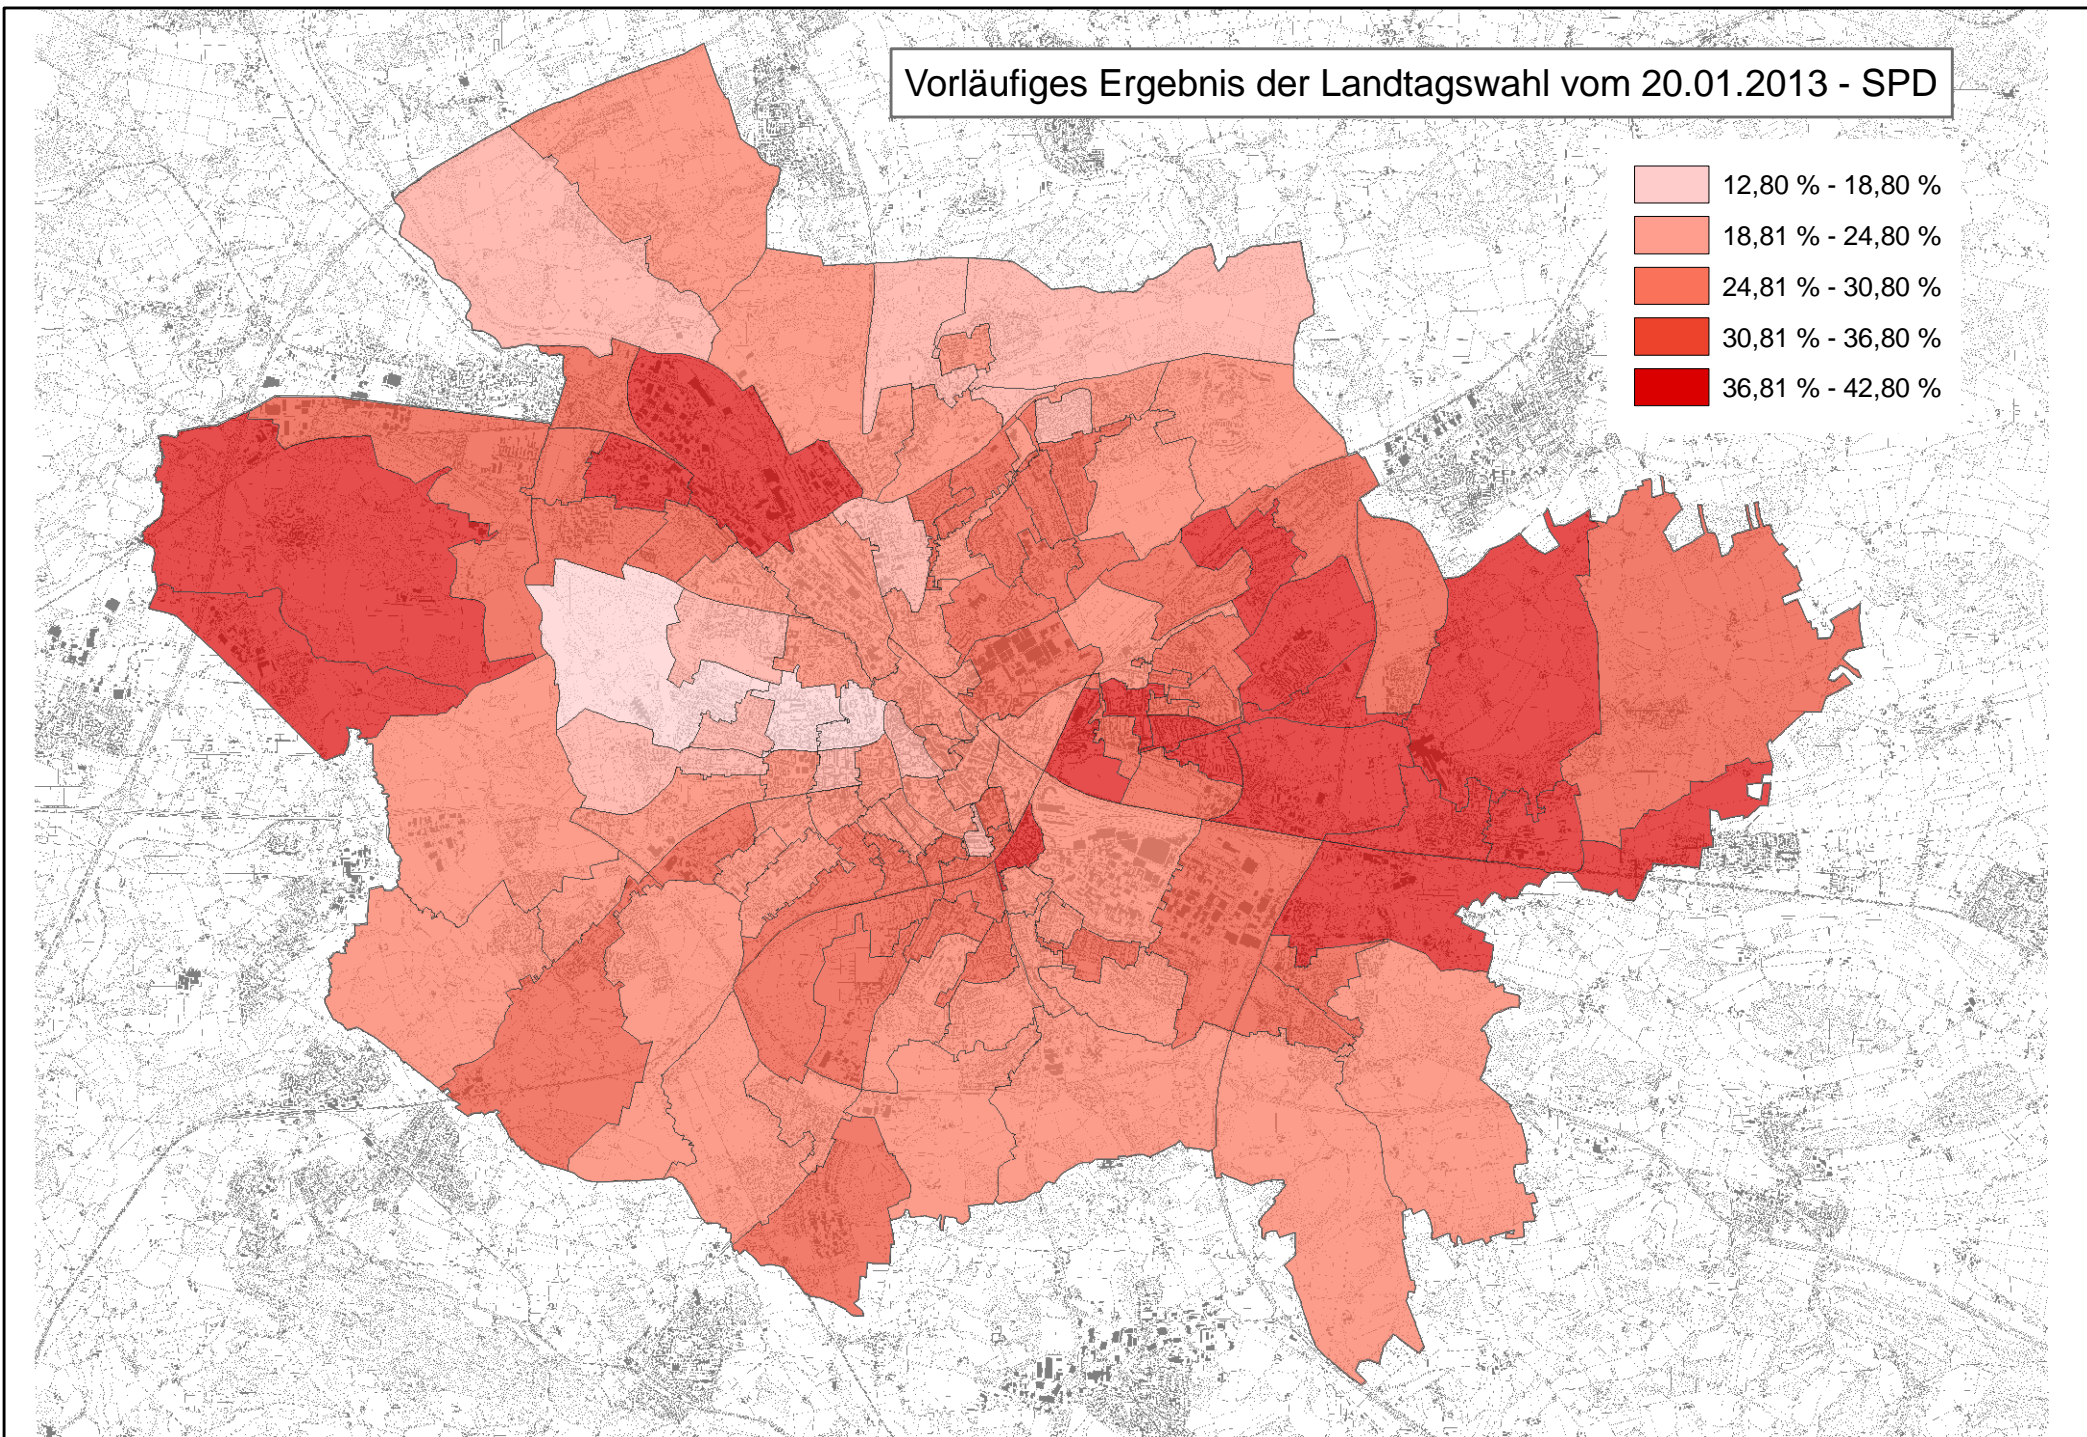 Vorläufiges Ergebnis der Landtagswahl vom 20.01.2013 - SPD
12,80 % - 18,80 %
18,81 % - 24,80 %
24,81 % - 30,80 %
30,81 % - 36,80 %
36,81 % - 42,80 %